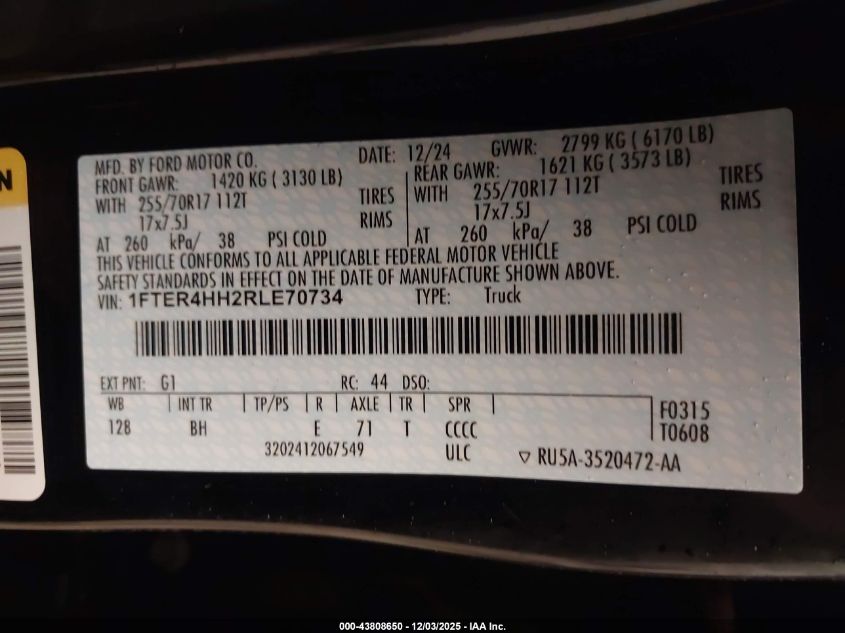 N
MFD. BY FORD MOTOR CO. DATE: 12/24 GVWR: 2799 KG ( 6170 LB)
FRONT GAWR: 1420 KG ( 3130 LB) REAR GAWR: 1621 KG ( 3573 LB)
WITH 255/70R17 112T TIRES WITH 255/70R17 112T TIRES
17x7.5J RIMS 17x7.5J RIMS
AT 260 kPa/ 38 PSI COLD AT 260 kPa/ 38 PSI COLD
THIS VEHICLE CONFORMS TO ALL APPLICABLE FEDERAL MOTOR VEHICLE
SAFETY STANDARDS IN EFFECT ON THE DATE OF MANUFACTURE SHOWN ABOVE.
VIN: 1FTER4HH2RLE70734 TYPE: Truck
EXT PNT: G1 RC: 44 DSO:
WB INT TR TP/PS R AXLE TR SPR F0315
128 BH E 71 T CCCC T0608
3202412067549 ULC ▽ RU5A-3520472-AA
000-43808650 - 12/03/2025 - IAA Inc.